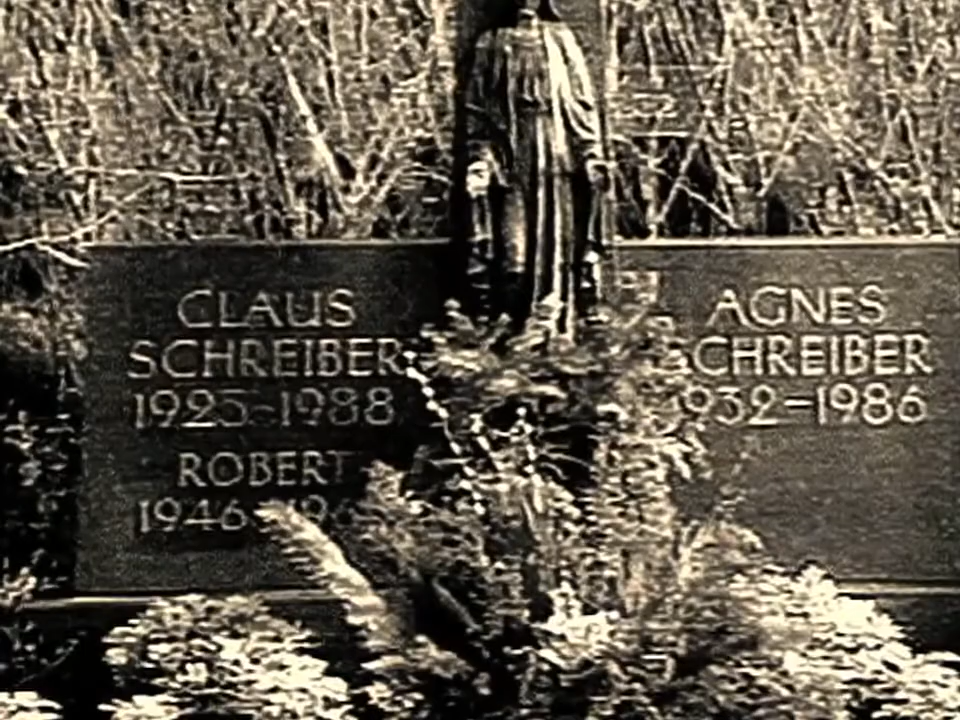 CLAUS
SCHREIBER
1925-1988
ROBERT
1946-
AGNES
SCHREIBER
1932-1986